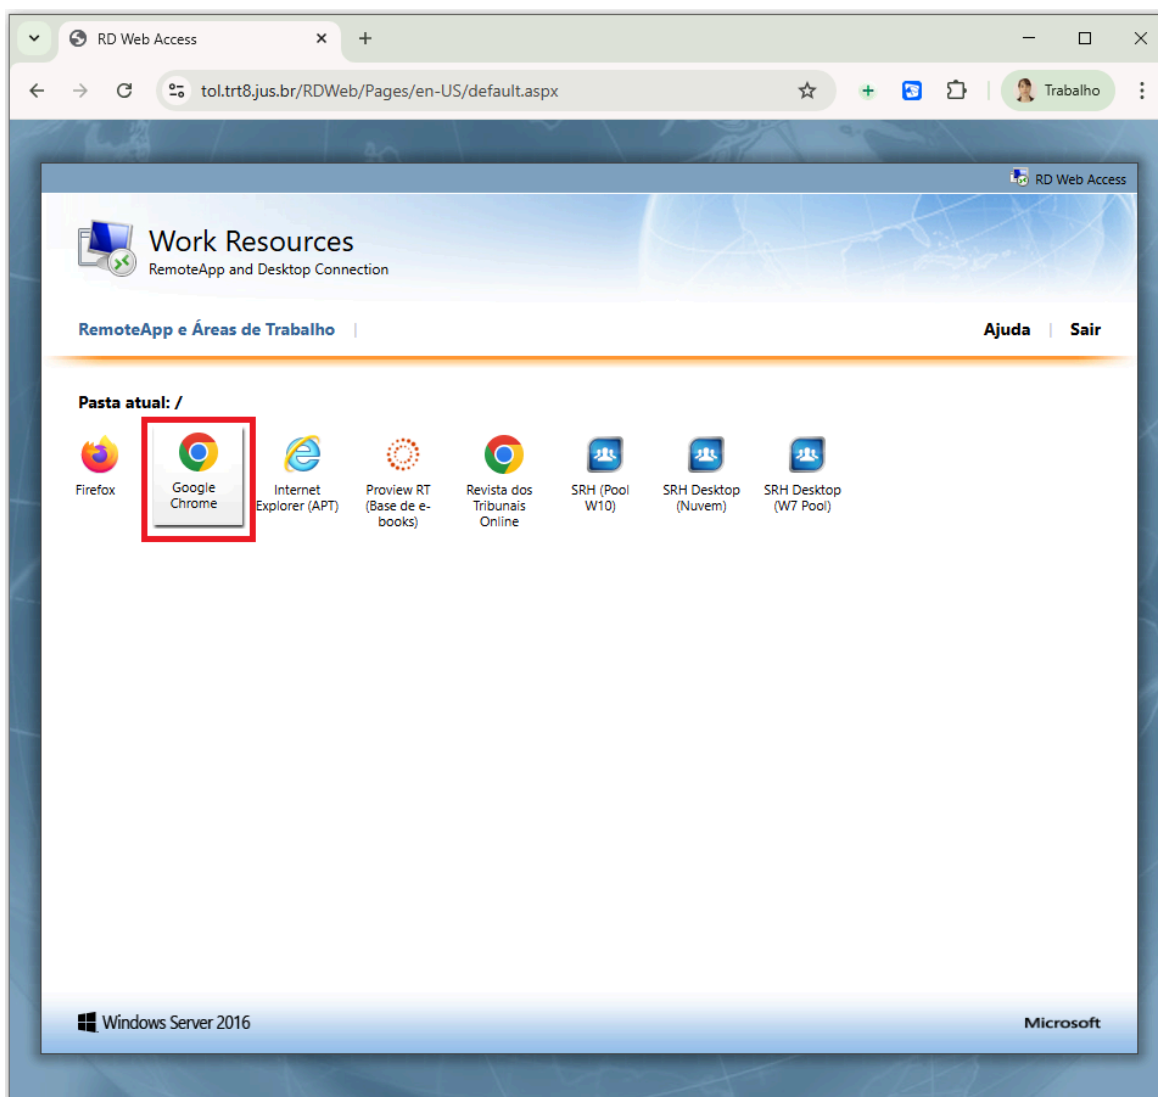 RD Web Access
tol.trt8.jus.br/RDWeb/Pages/en-US/default.aspx
Trabalho
RD Web Access
Work Resources
RemoteApp and Desktop Connection
RemoteApp e Áreas de Trabalho
Ajuda
Sair
Pasta atual: /
Firefox
Google
Chrome
Internet
Explorer (APT)
Proview RT
(Base de e-
books)
Revista dos
Tribunais
Online
SRH (Pool
W10)
SRH Desktop
(Nuvem)
SRH Desktop
(W7 Pool)
Windows Server 2016
Microsoft